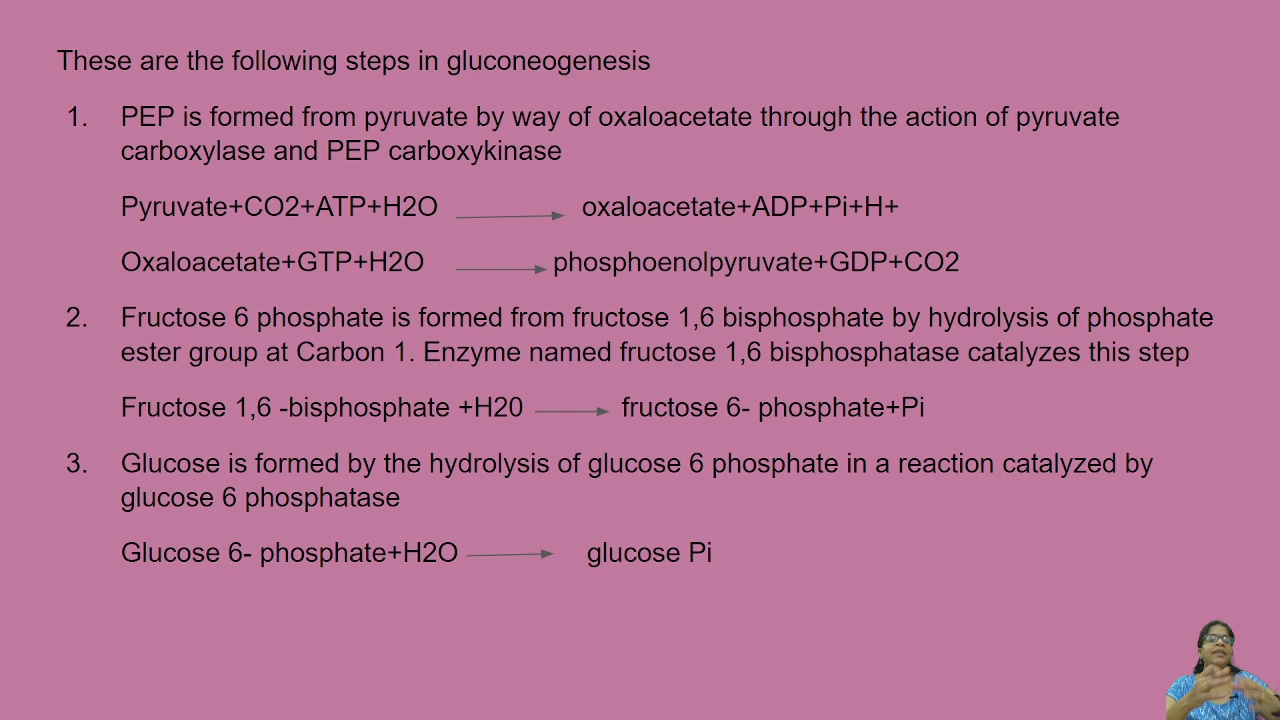 These are the following steps in gluconeogenesis
1. PEP is formed from pyruvate by way of oxaloacetate through the action of pyruvate
carboxylase and PEP carboxykinase
Pyruvate+CO2+ATP+H2O oxaloacetate+ADP+Pi+H+
Oxaloacetate+GTP+H2O phosphoenolpyruvate+GDP+CO2
2. Fructose 6 phosphate is formed from fructose 1,6 bisphosphate by hydrolysis of phosphate
ester group at Carbon 1. Enzyme named fructose 1,6 bisphosphatase catalyzes this step
Fructose 1,6 -bisphosphate +H20 fructose 6- phosphate+Pi
3. Glucose is formed by the hydrolysis of glucose 6 phosphate in a reaction catalyzed by
glucose 6 phosphatase
Glucose 6- phosphate+H2O glucose Pi